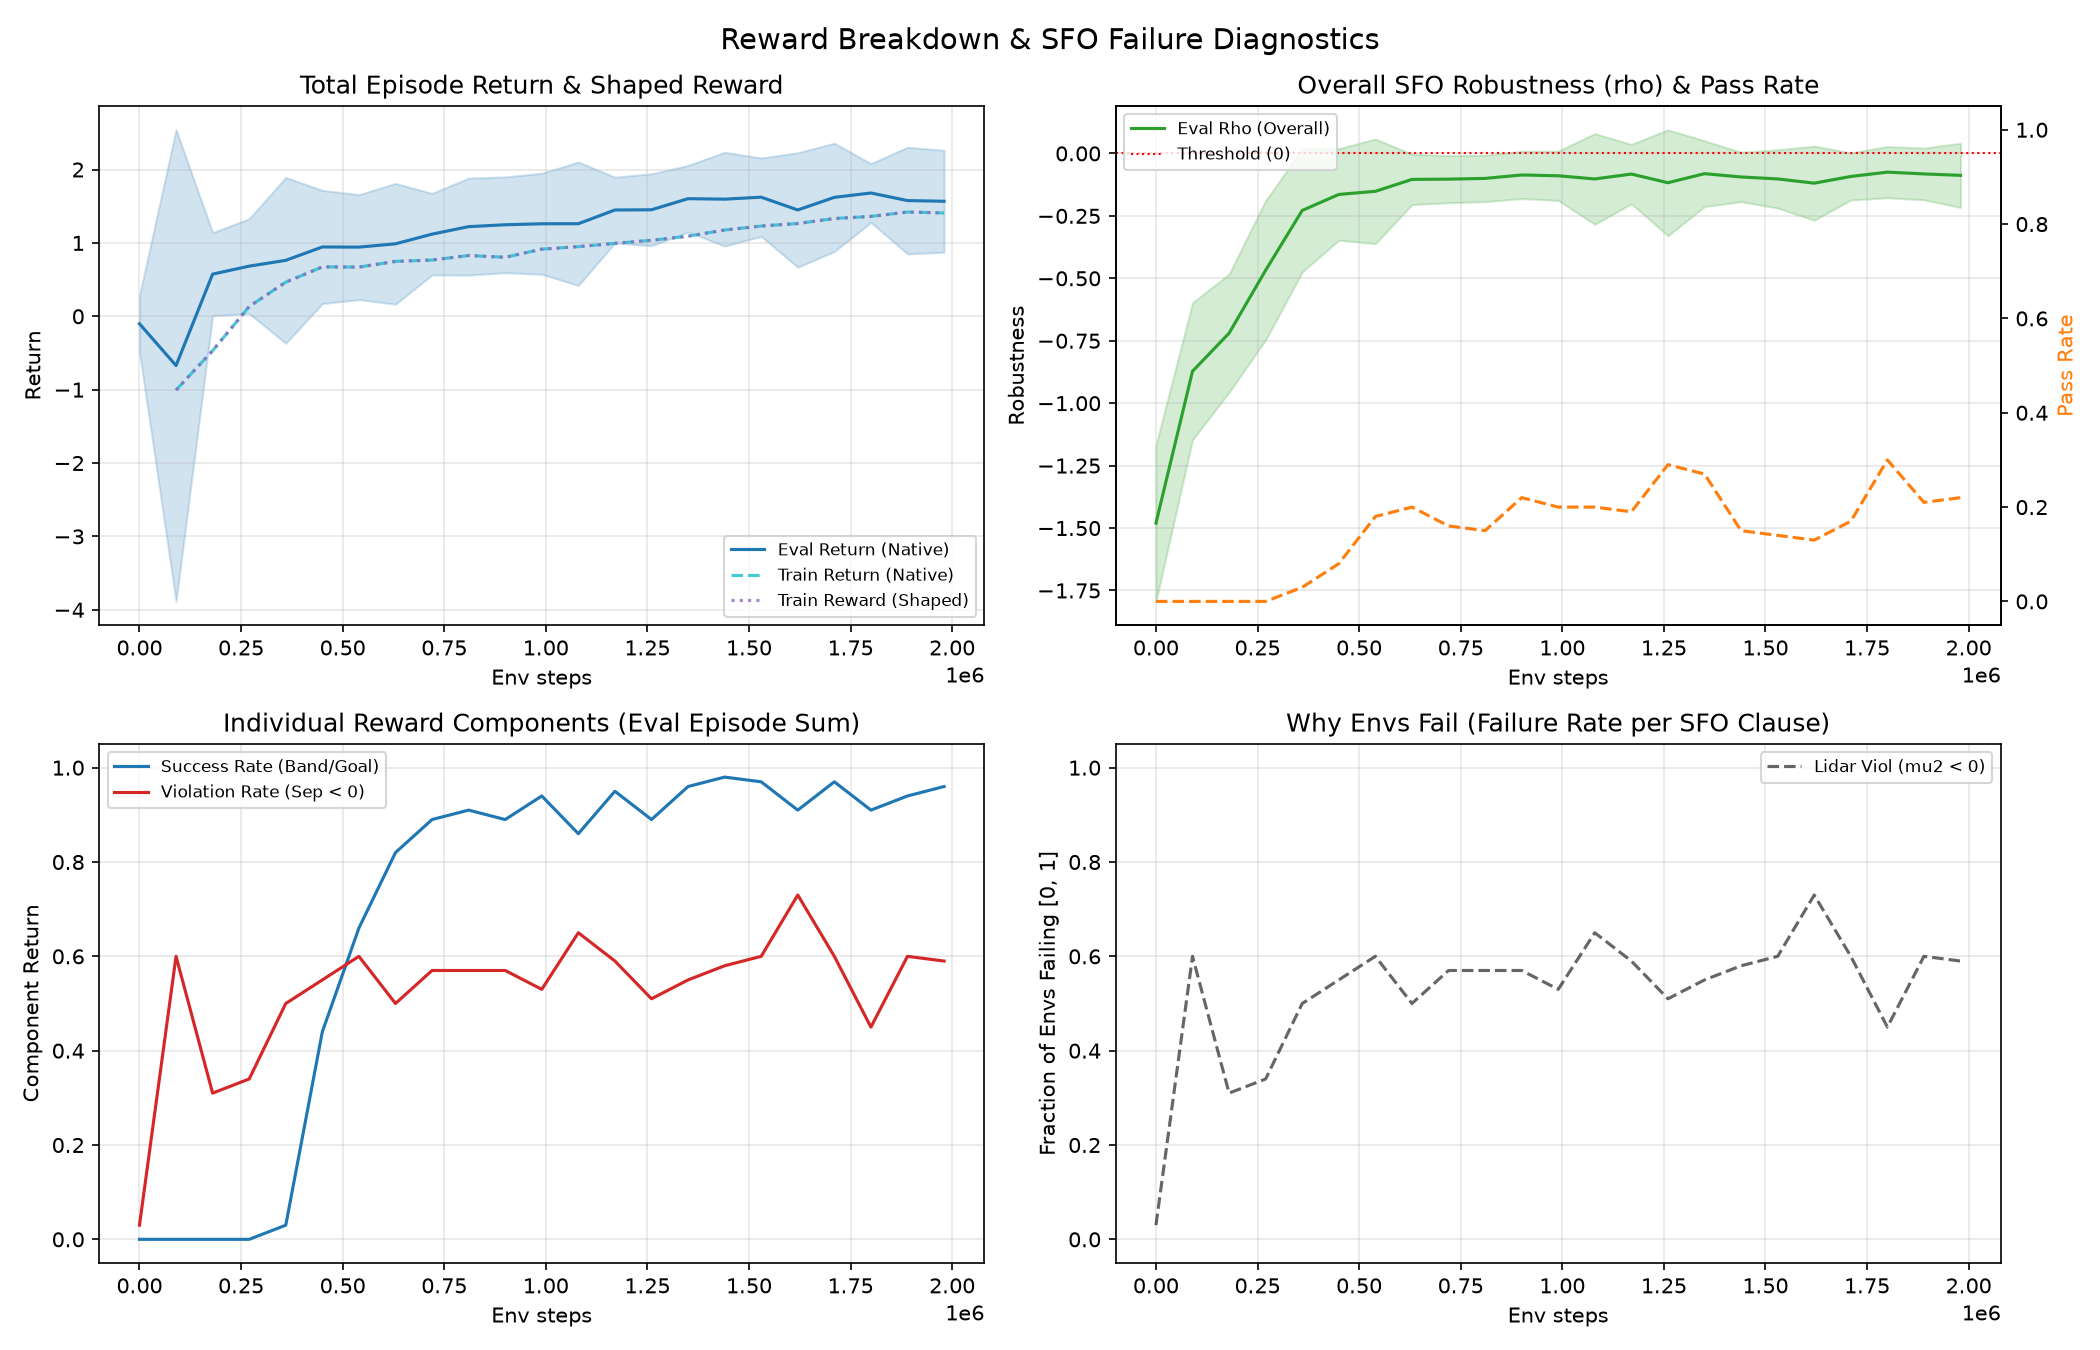 Reward Breakdown & SFO Failure Diagnostics
Total Episode Return & Shaped Reward
Return
2
1
0
−1
−2
−3
−4
Eval Return (Native)
Train Return (Native)
Train Reward (Shaped)
0.00 0.25 0.50 0.75 1.00 1.25 1.50 1.75 2.00
1e6
Env steps
Overall SFO Robustness (rho) & Pass Rate
Robustness
0.00
−0.25
−0.50
−0.75
−1.00
−1.25
−1.50
−1.75
Eval Rho (Overall)
Threshold (0)
1.0
0.8
0.6
0.4
0.2
0.0
Pass Rate
0.00 0.25 0.50 0.75 1.00 1.25 1.50 1.75 2.00
1e6
Env steps
Individual Reward Components (Eval Episode Sum)
Component Return
1.0
0.8
0.6
0.4
0.2
0.0
Success Rate (Band/Goal)
Violation Rate (Sep < 0)
0.00 0.25 0.50 0.75 1.00 1.25 1.50 1.75 2.00
1e6
Env steps
Why Envs Fail (Failure Rate per SFO Clause)
Fraction of Envs Failing [0, 1]
1.0
0.8
0.6
0.4
0.2
0.0
Lidar Viol (mu2 < 0)
0.00 0.25 0.50 0.75 1.00 1.25 1.50 1.75 2.00
1e6
Env steps